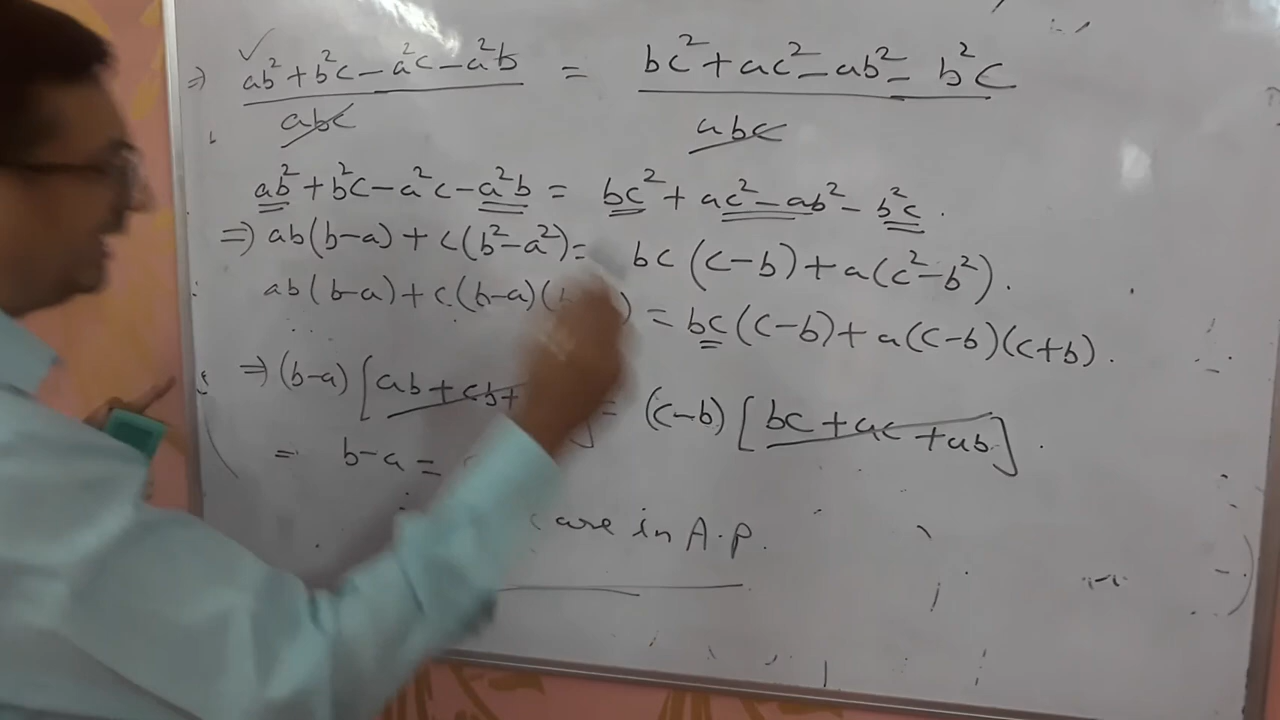 ⇒ ab²+b²c−a²c−a²b / abc = bc²+ac²−ab²−b²c / abc
ab²+b²c−a²c−a²b = bc²+ac²−ab²−b²c.
⇒ ab(b−a)+c(b²−a²)= bc(c−b)+a(c²−b²).
ab(b−a)+c(b−a)( ) = bc(c−b)+a(c−b)(c+b).
⇒ (b−a)[ab+cb+ ] = (c−b)[bc+ac+ab].
= b−a =
are in A.P.